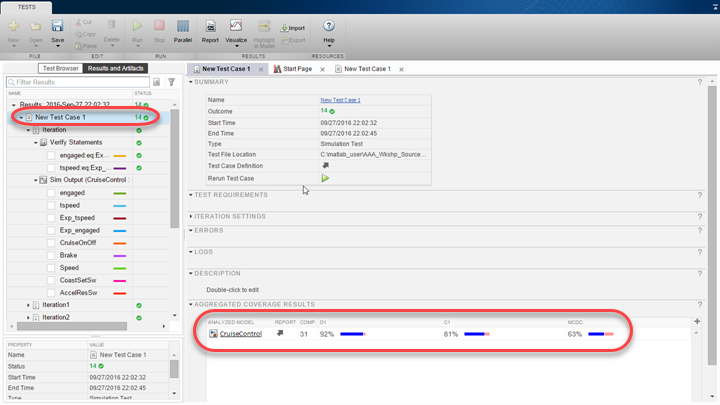 TESTS
New
Open
Save
Cut
Copy
Paste
Delete
Run
Stop
Parallel
Report
Visualize
Highlight
in Model
Import
Export
Help
FILE
EDIT
RUN
RESULTS
RESOURCES
Test Browser
Results and Artifacts
Filter Results
NAME
STATUS
Results: 2016-Sep-27 22:02:32
14
New Test Case 1
14
Iteration
Verify Statements
engaged:eq:Ex...
tspeed:eq:Exp_...
Sim Output (CruiseControl :
engaged
tspeed
Exp_tspeed
Exp_engaged
CruiseOnOff
Brake
Speed
CoastSetSw
AccelResSw
Iteration1
Iteration2
PROPERTY
VALUE
Name
New Test Case 1
Status
14
Start Time
09/27/2016 22:02:32
End Time
09/27/2016 22:02:45
Type
Simulation Test
New Test Case 1
Start Page
New Test Case 1
SUMMARY
?
Name
New Test Case 1
Outcome
14
Start Time
09/27/2016 22:02:32
End Time
09/27/2016 22:02:45
Type
Simulation Test
Test File Location
C:\matlab_user\AAA_Wkshp_Source...
Test Case Definition
Rerun Test Case
TEST REQUIREMENTS
?
ITERATION SETTINGS
?
ERRORS
?
LOGS
?
DESCRIPTION
?
Double-click to edit
AGGREGATED COVERAGE RESULTS
?
ANALYZED MODEL
REPORT
COMP
D1
C1
MCDC
CruiseControl
31
92%
81%
63%